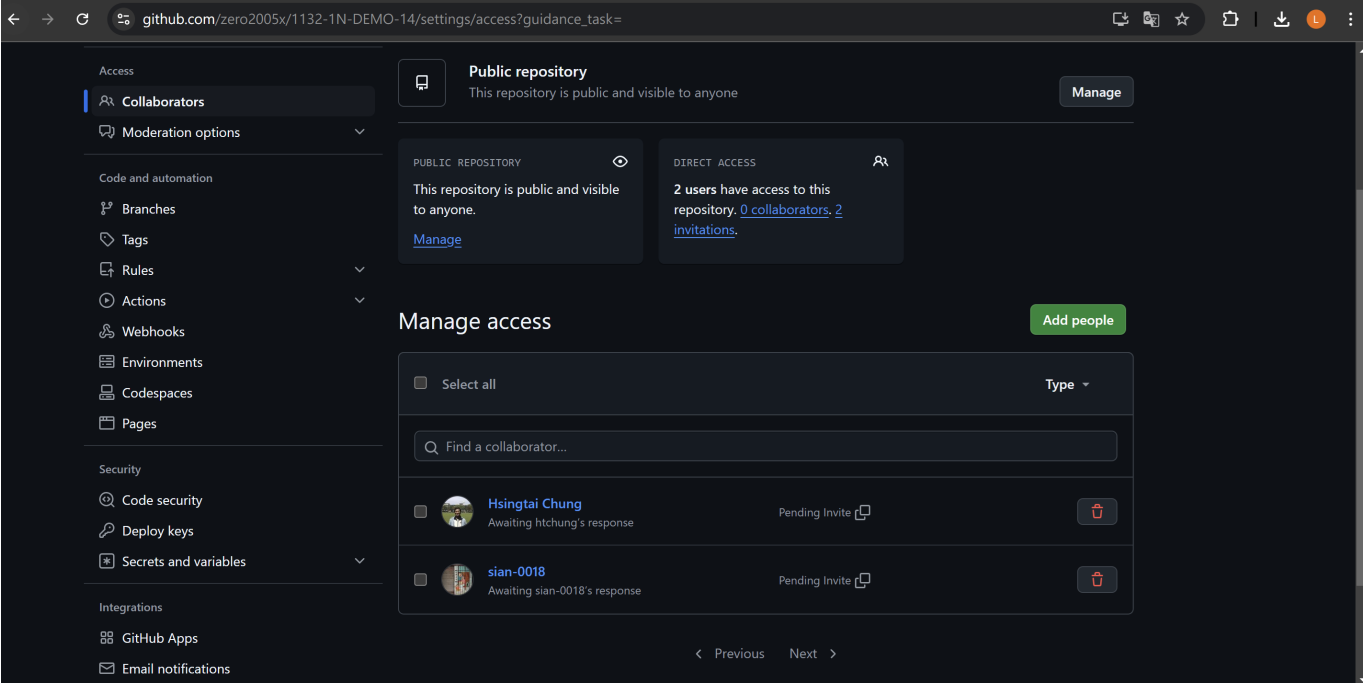 github.com/zero2005x/1132-1N-DEMO-14/settings/access?guidance_task=
L
Access
Collaborators
Moderation options
Code and automation
Branches
Tags
Rules
Actions
Webhooks
Environments
Codespaces
Pages
Security
Code security
Deploy keys
Secrets and variables
Integrations
GitHub Apps
Email notifications
Public repository
This repository is public and visible to anyone
Manage
PUBLIC REPOSITORY
This repository is public and visible
to anyone.
Manage
DIRECT ACCESS
2 users have access to this
repository. 0 collaborators. 2
invitations.
Manage access
Add people
Select all
Type
Find a collaborator...
Hsingtai Chung
Awaiting htchung's response
Pending Invite
sian-0018
Awaiting sian-0018's response
Pending Invite
Previous
Next